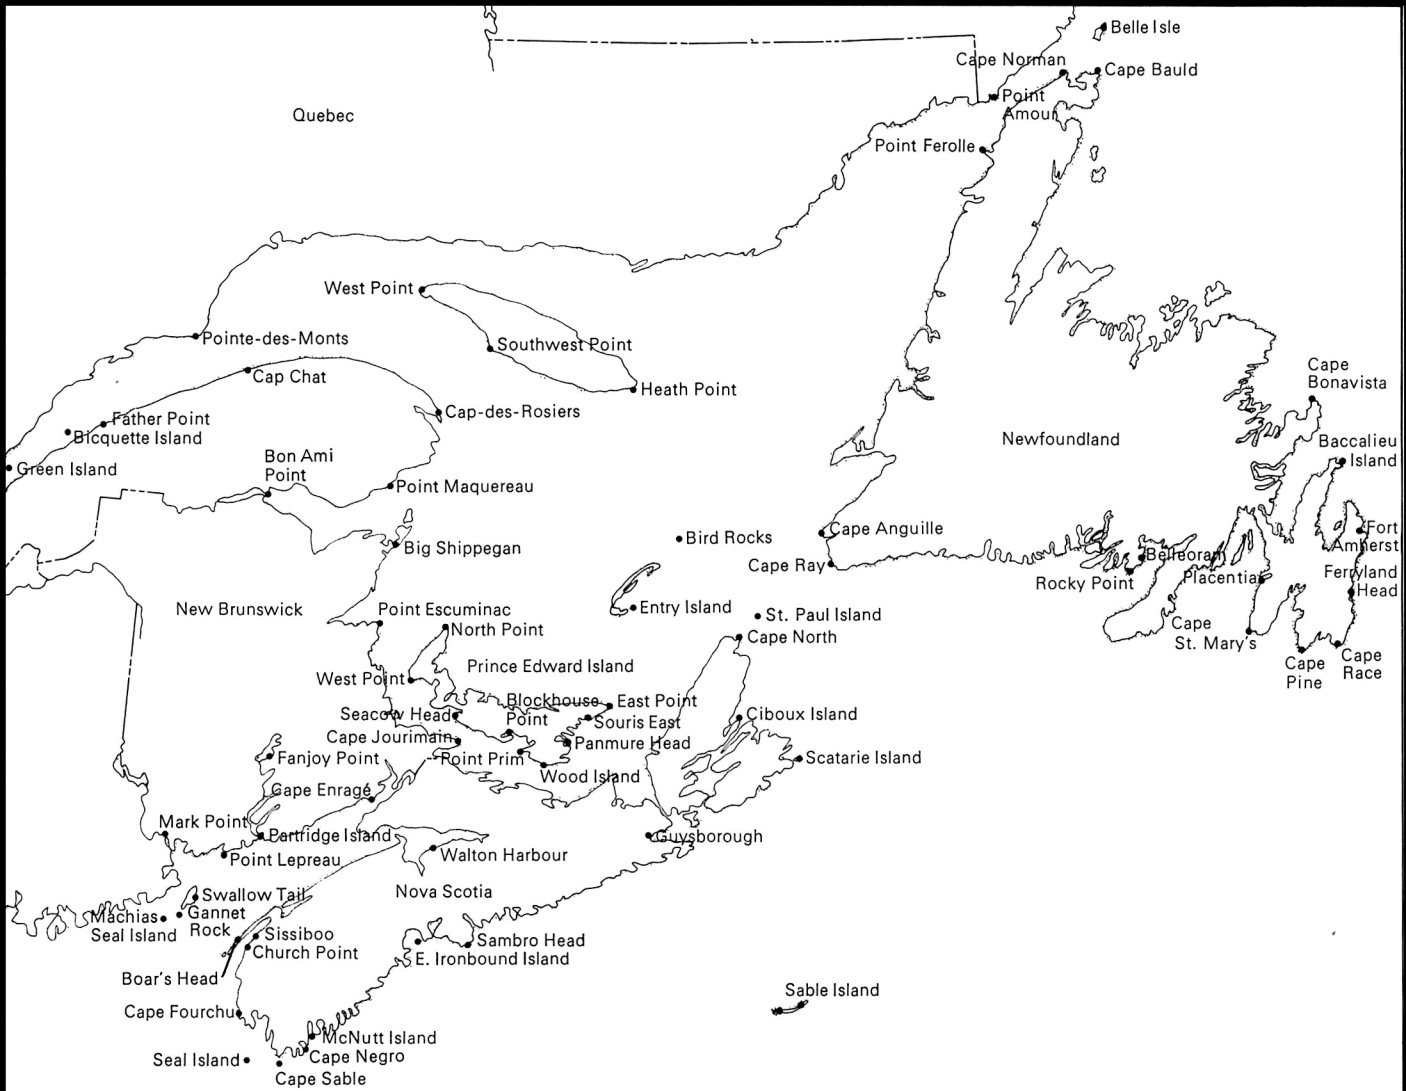 Belle Isle
Cape Norman
Cape Bauld
Point
Amour
Quebec
Point Ferolle
West Point
Pointe-des-Monts
Southwest Point
Cap Chat
Heath Point
Cape
Bonavista
Cap-des-Rosiers
Father Point
Bicquette Island
Newfoundland
Baccalieu
Island
Green Island
Bon Ami
Point
Point Maquereau
Cape Anguille
Fort
Amherst
Bird Rocks
Big Shippegan
Belleoram
Cape Ray
Rocky Point
Placentia
Ferryland
Head
New Brunswick
Point Escuminac
Entry Island
St. Paul Island
North Point
Cape North
Cape
St. Mary's
Cape
Pine
Cape
Race
Prince Edward Island
West Point
Blockhouse
Point
East Point
Seacow Head
Souris East
Ciboux Island
Cape Jourimain
Panmure Head
Fanjoy Point
Point Prim
Scatarie Island
Wood Island
Cape Enragé
Mark Point
Partridge Island
Guysborough
Point Lepreau
Walton Harbour
Swallow Tail
Nova Scotia
Machias
Seal Island
Gannet
Rock
Sissiboo
Church Point
Sambro Head
E. Ironbound Island
Boar's Head
Sable Island
Cape Fourchu
McNutt Island
Cape Negro
Seal Island
Cape Sable